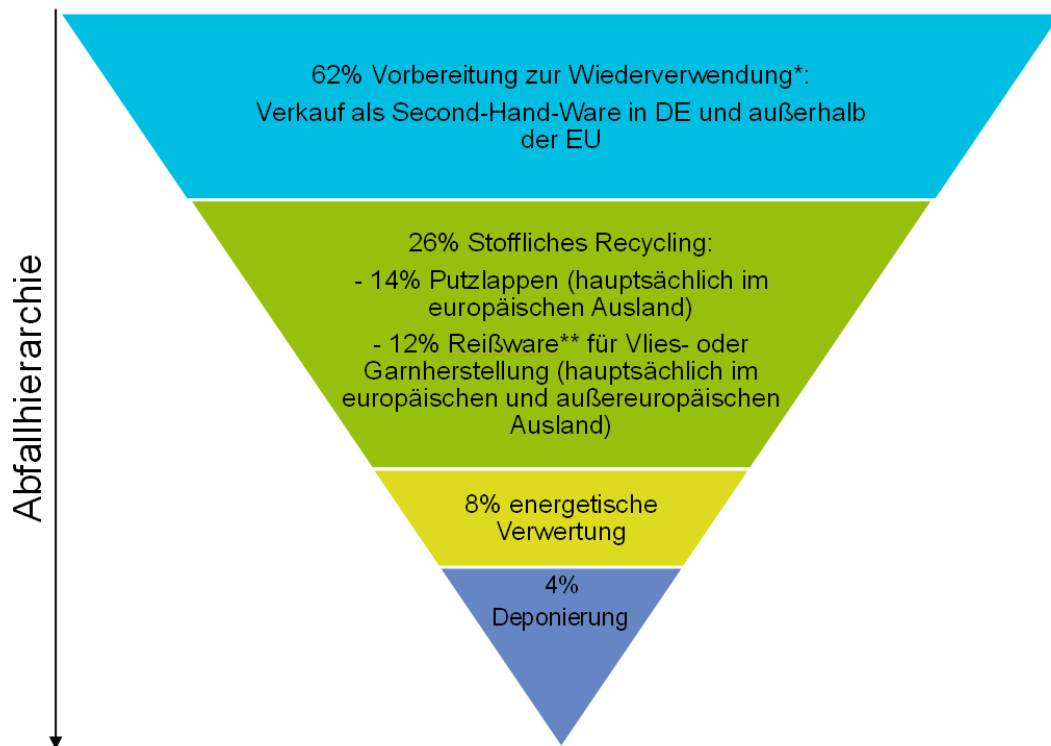 Abfallhierarchie
62% Vorbereitung zur Wiederverwendung*:
Verkauf als Second-Hand-Ware in DE und außerhalb
der EU
26% Stoffliches Recycling:
- 14% Putzlappen (hauptsächlich im
europäischen Ausland)
- 12% Reißware** für Vlies- oder
Garnherstellung (hauptsächlich im
europäischen und außereuropäischen
Ausland)
8% energetische
Verwertung
4%
Deponierung